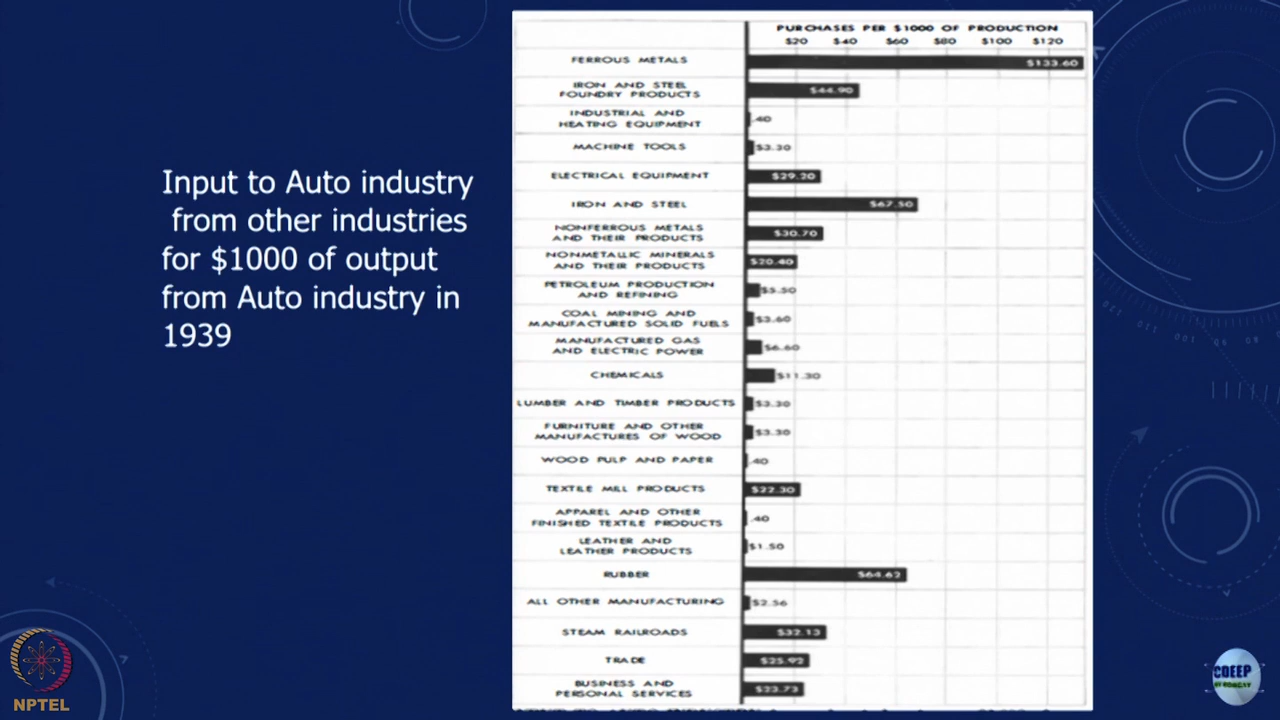 Input to Auto industry
from other industries
for $1000 of output
from Auto industry in
1939
PURCHASES PER $1000 OF PRODUCTION
$20 $40 $60 $80 $100 $120
FERROUS METALS $133.60
IRON AND STEEL
FOUNDRY PRODUCTS $44.90
INDUSTRIAL AND
HEATING EQUIPMENT .40
MACHINE TOOLS $3.30
ELECTRICAL EQUIPMENT $29.20
IRON AND STEEL $67.50
NONFERROUS METALS
AND THEIR PRODUCTS $30.70
NONMETALLIC MINERALS
AND THEIR PRODUCTS $20.40
PETROLEUM PRODUCTION
AND REFINING $5.50
COAL MINING AND
MANUFACTURED SOLID FUELS $3.60
MANUFACTURED GAS
AND ELECTRIC POWER $6.60
CHEMICALS $11.30
LUMBER AND TIMBER PRODUCTS $3.30
FURNITURE AND OTHER
MANUFACTURES OF WOOD $3.30
WOOD PULP AND PAPER .40
TEXTILE MILL PRODUCTS $22.30
APPAREL AND OTHER
FINISHED TEXTILE PRODUCTS .40
LEATHER AND
LEATHER PRODUCTS $1.50
RUBBER $64.62
ALL OTHER MANUFACTURING $2.56
STEAM RAILROADS $32.13
TRADE $25.92
BUSINESS AND
PERSONAL SERVICES $23.73
NPTEL
CDEEP
IIT BOMBAY